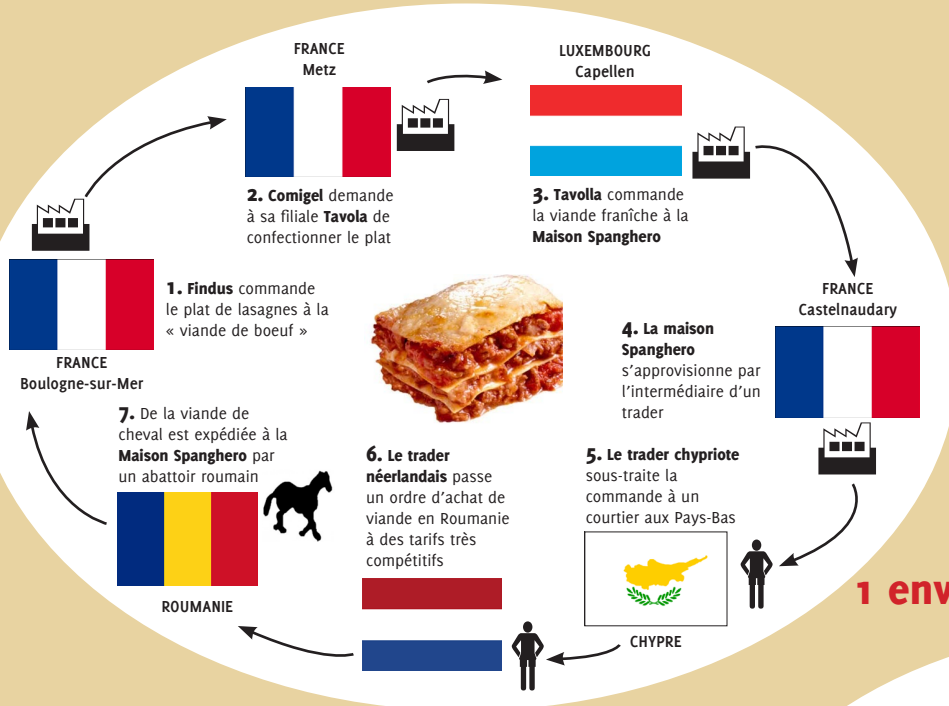 FRANCE
Metz
2. Comigel demande
à sa filiale Tavola de
confectionner le plat
LUXEMBOURG
Capellen
3. Tavolla commande
la viande franîche à la
Maison Spanghero
1. Findus commande
le plat de lasagnes à la
« viande de boeuf »
FRANCE
Boulogne-sur-Mer
FRANCE
Castelnaudary
4. La maison
Spanghero
s’approvisionne par
l’intermédiaire d’un
trader
5. Le trader chypriote
sous-traite la
commande à un
courtier aux Pays-Bas
CHYPRE
6. Le trader
néerlandais passe
un ordre d’achat de
viande en Roumanie
à des tarifs très
compétitifs
7. De la viande de
cheval est expédiée à la
Maison Spanghero par
un abattoir roumain
ROUMANIE
1 env